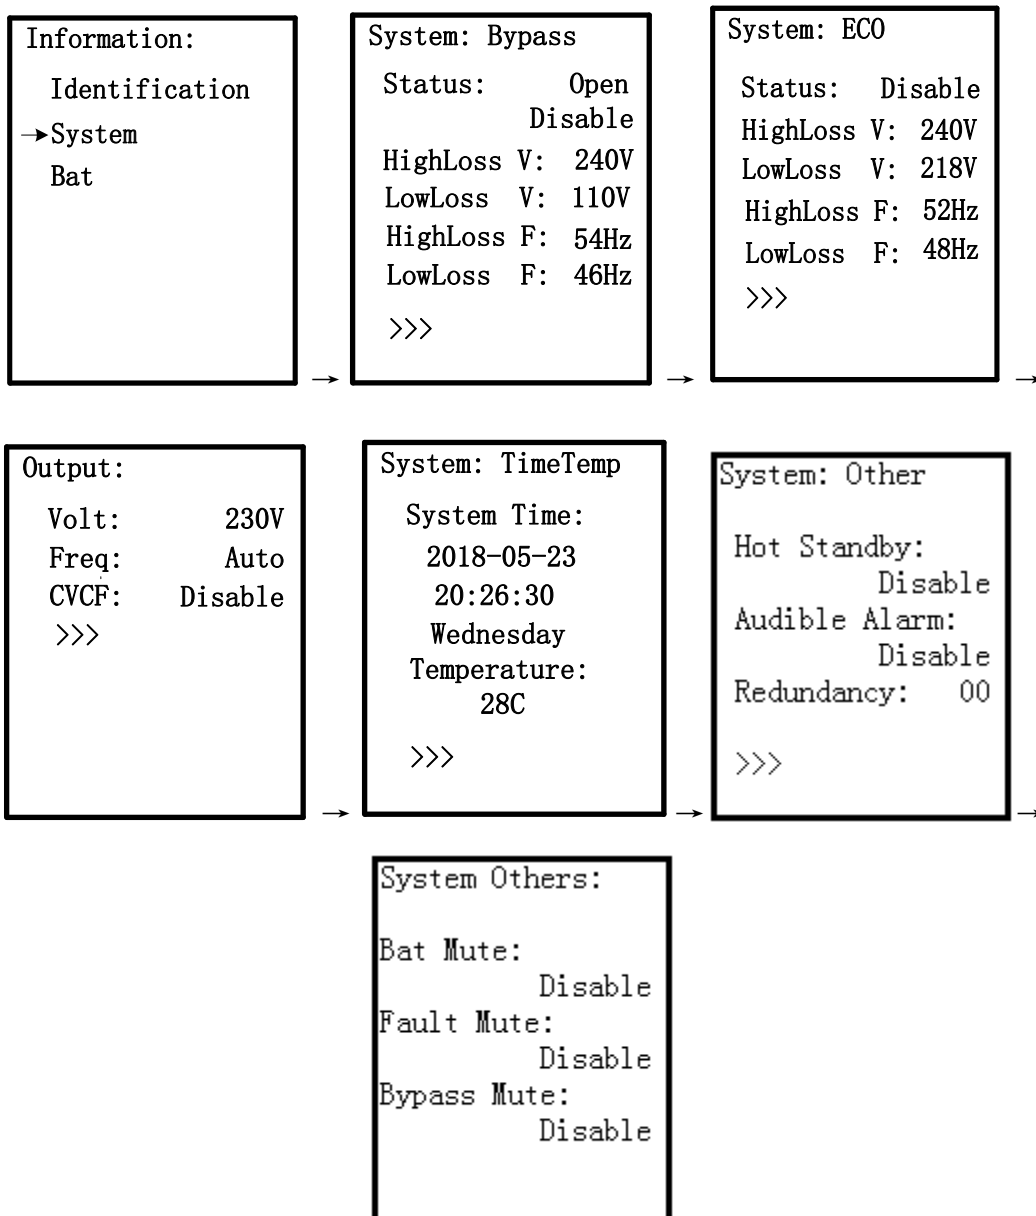 Information:
Identification
→System
Bat
→
System: Bypass
Status: Open
Disable
HighLoss V: 240V
LowLoss V: 110V
HighLoss F: 54Hz
LowLoss F: 46Hz
>>>
→
System: ECO
Status: Disable
HighLoss V: 240V
LowLoss V: 218V
HighLoss F: 52Hz
LowLoss F: 48Hz
>>>
→
Output:
Volt: 230V
Freq: Auto
CVCF: Disable
>>>
→
System: TimeTemp
System Time:
2018-05-23
20:26:30
Wednesday
Temperature:
28C
>>>
→
System: Other
Hot Standby:
Disable
Audible Alarm:
Disable
Redundancy: 00
>>>
→
System Others:
Bat Mute:
Disable
Fault Mute:
Disable
Bypass Mute:
Disable